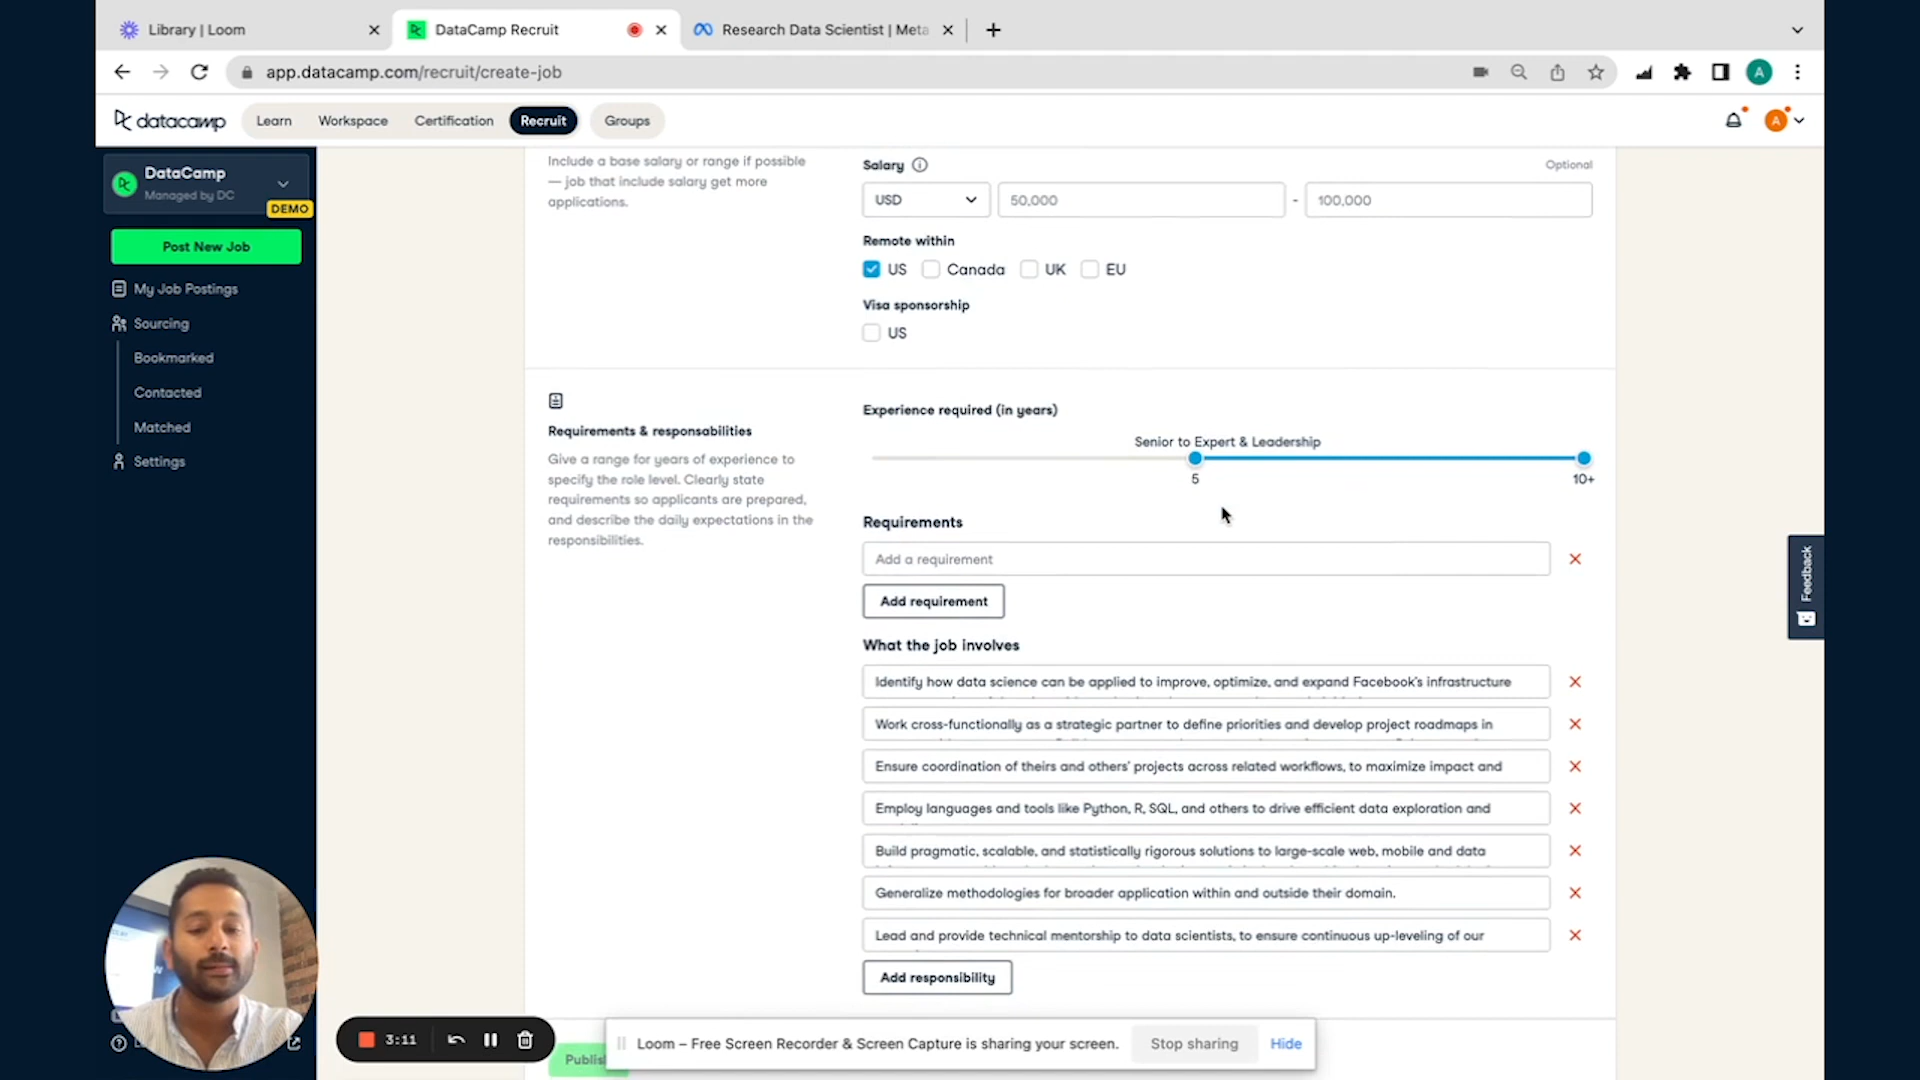 Library | Loom
DataCamp Recruit
Research Data Scientist | Meta
app.datacamp.com/recruit/create-job
A
datacamp
Learn
Workspace
Certification
Recruit
Groups
A
DataCamp
Managed by DC
DEMO
Post New Job
My Job Postings
Sourcing
Bookmarked
Contacted
Matched
Settings
Include a base salary or range if possible
— job that include salary get more
applications.
Salary
Optional
USD
50,000
-
100,000
Remote within
US
Canada
UK
EU
Visa sponsorship
US
Requirements & responsabilities
Give a range for years of experience to
specify the role level. Clearly state
requirements so applicants are prepared,
and describe the daily expectations in the
responsibilities.
Experience required (in years)
Senior to Expert & Leadership
5
10+
Requirements
Add a requirement
Add requirement
What the job involves
Identify how data science can be applied to improve, optimize, and expand Facebook's infrastructure
Work cross-functionally as a strategic partner to define priorities and develop project roadmaps in
Ensure coordination of theirs and others' projects across related workflows, to maximize impact and
Employ languages and tools like Python, R, SQL, and others to drive efficient data exploration and
Build pragmatic, scalable, and statistically rigorous solutions to large-scale web, mobile and data
Generalize methodologies for broader application within and outside their domain.
Lead and provide technical mentorship to data scientists, to ensure continuous up-leveling of our
Add responsibility
Feedback
3:11
Loom – Free Screen Recorder & Screen Capture is sharing your screen.
Stop sharing
Hide